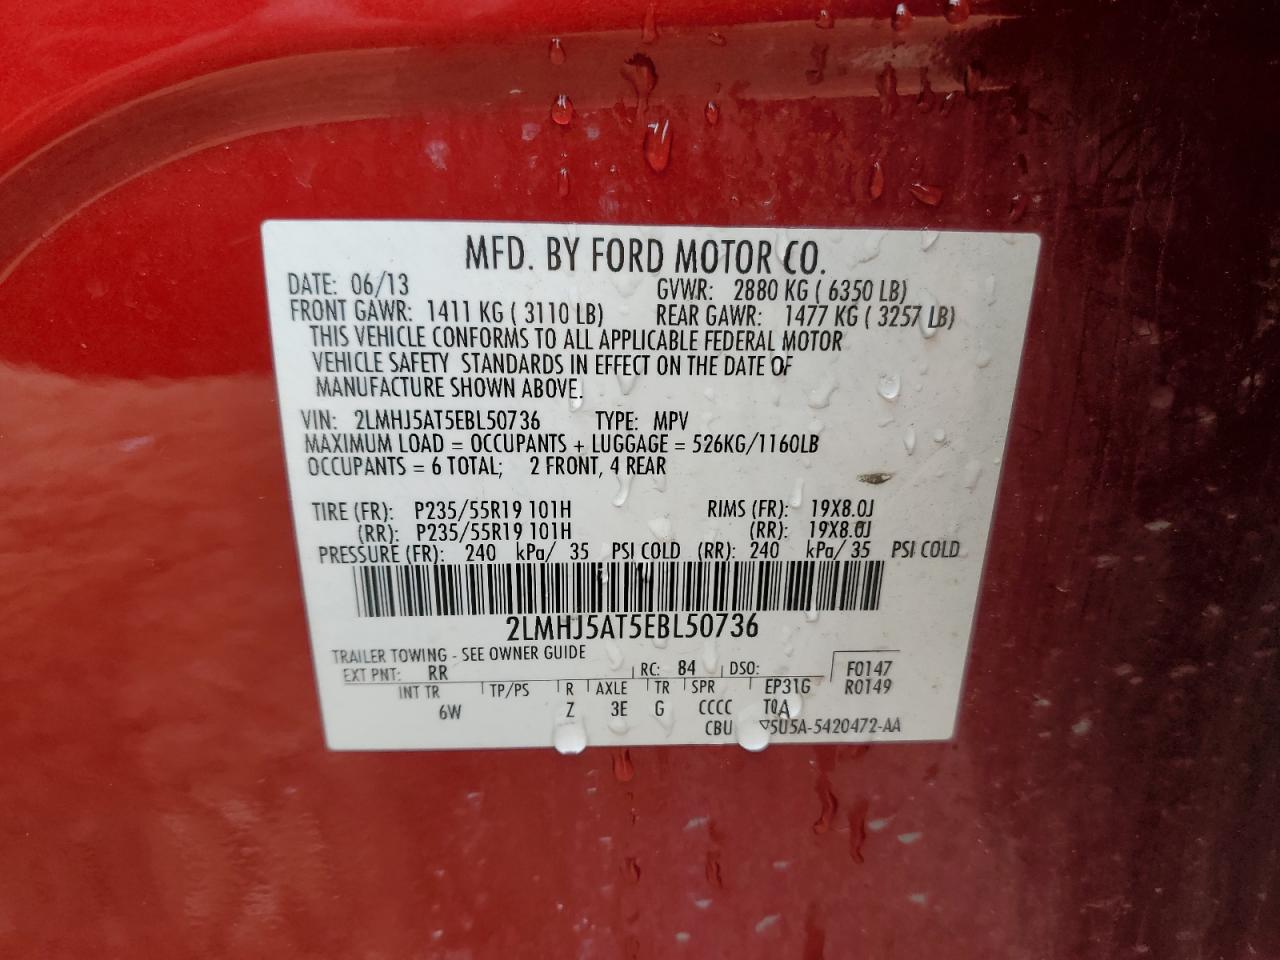 MFD. BY FORD MOTOR CO.
DATE: 06/13 GVWR: 2880 KG ( 6350 LB)
FRONT GAWR: 1411 KG ( 3110 LB) REAR GAWR: 1477 KG ( 3257 LB)
THIS VEHICLE CONFORMS TO ALL APPLICABLE FEDERAL MOTOR
VEHICLE SAFETY STANDARDS IN EFFECT ON THE DATE OF
MANUFACTURE SHOWN ABOVE.
VIN: 2LMHJ5AT5EBL50736 TYPE: MPV
MAXIMUM LOAD = OCCUPANTS + LUGGAGE = 526KG/1160LB
OCCUPANTS = 6 TOTAL; 2 FRONT, 4 REAR
TIRE (FR): P235/55R19 101H RIMS (FR): 19X8.0J
(RR): P235/55R19 101H (RR): 19X8.0J
PRESSURE (FR): 240 kPa/ 35 PSI COLD (RR): 240 kPa/ 35 PSI COLD
2LMHJ5AT5EBL50736
TRAILER TOWING - SEE OWNER GUIDE
EXT PNT: RR RC: 84 DSO: F0147
INT TR TP/PS R AXLE TR SPR EP31G R0149
6W Z 3E G CCCC TQA
CBU ▽5U5A-5420472-AA